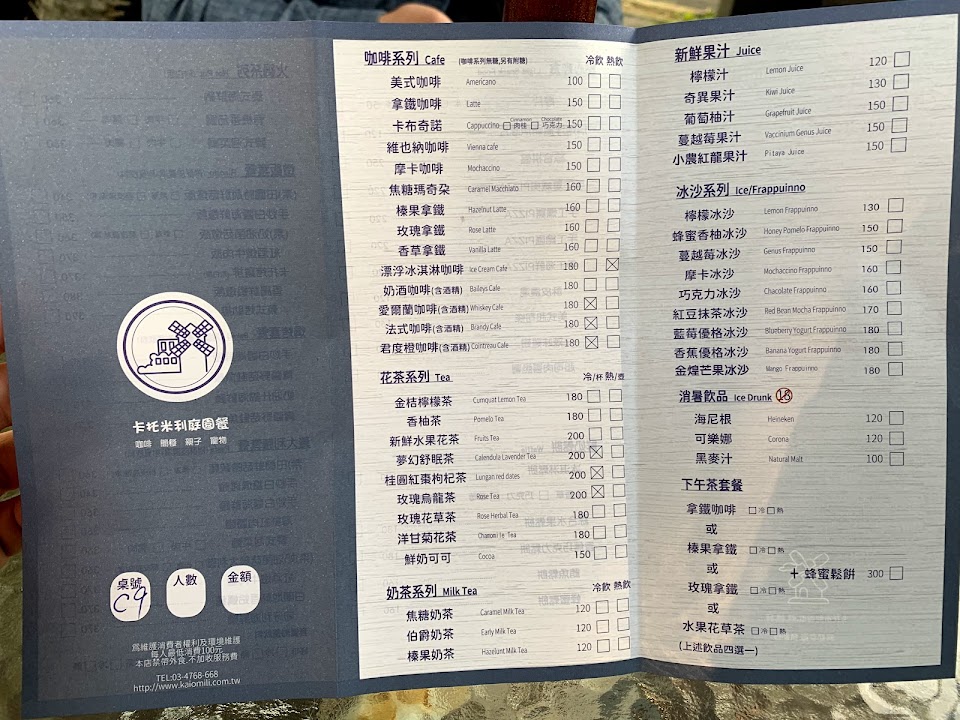 卡托米利庭園餐
咖啡 簡餐 親子 寵物
桌號 人數 金額
C9
為維護消費者權利及環境維護
每人最低消費100元
本店禁帶外食.不加收服務費
TEL:03-4768-668
http://www.kaiomili.com.tw
咖啡系列 Cafe (咖啡系列無糖,另有附糖) 冷飲 熱飲
美式咖啡 Americano 100
拿鐵咖啡 Latte 150
卡布奇諾 Cappuccino Cinnamon 肉桂 Chocolate 巧克力 150
維也納咖啡 Vienna cafe 150
摩卡咖啡 Mochaccino 150
焦糖瑪奇朵 Caramel Macchiato 160
榛果拿鐵 Hazelnut Latte 160
玫瑰拿鐵 Rose Latte 160
香草拿鐵 Vanilla Latte 160
漂浮冰淇淋咖啡 Ice Cream Cafe 180
奶酒咖啡(含酒精) Baileys Cafe 180
愛爾蘭咖啡(含酒精) Whiskey Cafe 180
法式咖啡(含酒精) Brandy Cafe 180
君度橙咖啡(含酒精) Cointreau Cafe 180
花茶系列 Tea 冷/杯 熱/壺
金桔檸檬茶 Cumquat Lemon Tea 180
香柚茶 Pomelo Tea 180
新鮮水果花茶 Fruits Tea 200
夢幻舒眠茶 Calendula Lavender Tea 200
桂圓紅棗枸杞茶 Lungan red dates 200
玫瑰烏龍茶 Rose Tea 200
玫瑰花草茶 Rose Herbal Tea 180
洋甘菊花茶 Tea 180
鮮奶可可 Cocoa 150
奶茶系列 Milk Tea 冷飲 熱飲
焦糖奶茶 Caramel Milk Tea 120
伯爵奶茶 Early Milk Tea 120
榛果奶茶 Hazelunt Milk Tea 120
新鮮果汁 Juice
檸檬汁 Lemon Juice 120
奇異果汁 Kiwi Juice 130
葡萄柚汁 Grapefruit Juice 150
蔓越莓果汁 Vaccinium Genus Juice 150
小農紅龍果汁 Pitaya Juice 150
冰沙系列 Ice/Frappuinno
檸檬冰沙 Lemon Frappuinno 130
蜂蜜香柚冰沙 Honey Pomelo Frappuinno 150
蔓越莓冰沙 Genus Frappuinno 150
摩卡冰沙 Mochaccino Frappuinno 160
巧克力冰沙 Chacolate Frappuinno 160
紅豆抹茶冰沙 Red Bean Mocha Frappuinno 170
藍莓優格冰沙 Blueberry Yogurt Frappuinno 180
香蕉優格冰沙 Banana Yogurt Frappuinno 180
金煌芒果冰沙 Mango Frappuinno 180
消暑飲品 Ice Drunk 18
海尼根 Heineken 120
可樂娜 Corona 120
黑麥汁 Natural Malt 100
下午茶套餐
拿鐵咖啡 冷 熱
或
榛果拿鐵 冷 熱
或
+ 蜂蜜鬆餅 300
玫瑰拿鐵 冷 熱
或
水果花草茶 冷 熱
(上述飲品四選一)